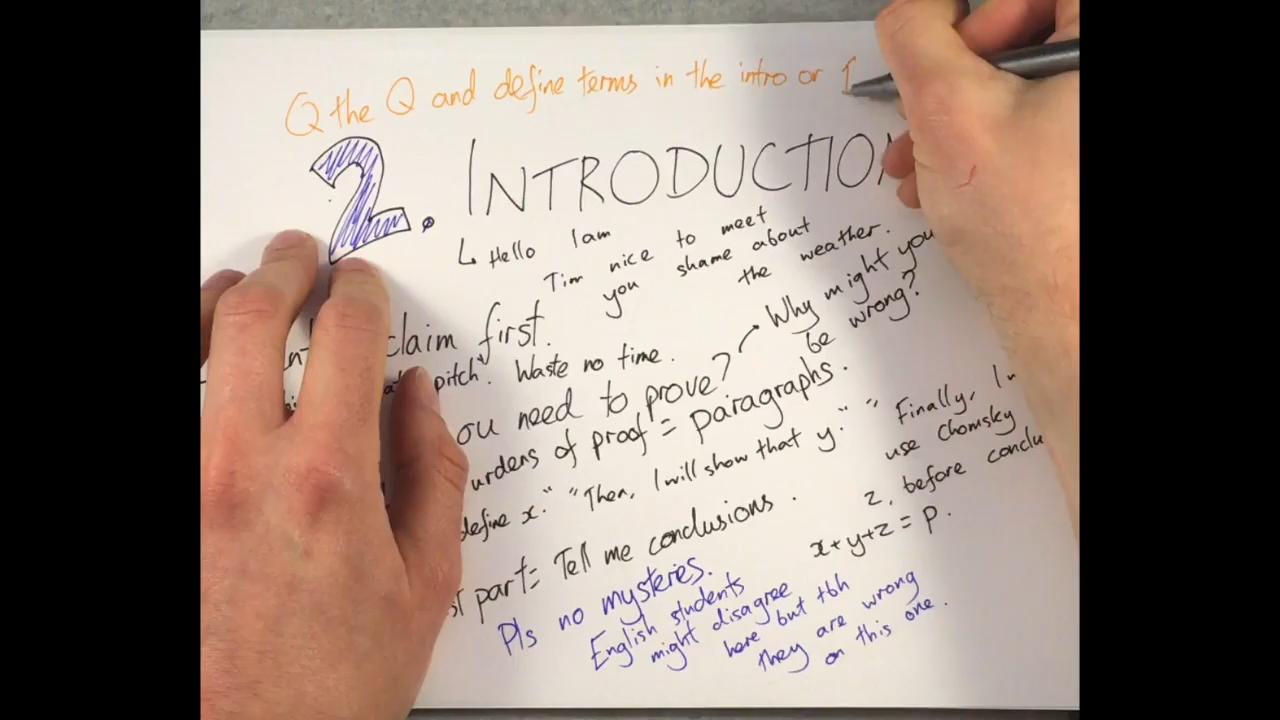 Q the Q and define terms in the intro or 1
2. INTRODUCTION
↳ Hello I am
Tim nice to meet
you shame about
the weather.
claim first.
pitch". Waste no time.
ou need to prove? → Why might you
be wrong?
urdens of proof = paragraphs.
define x." "Then, I will show that y." "Finally, I
use Chomsky
z, before conclu
x+y+z = p.
st part = Tell me conclusions.
Pls no mysteries.
English students
might disagree
here but tbh
they are wrong
on this one.